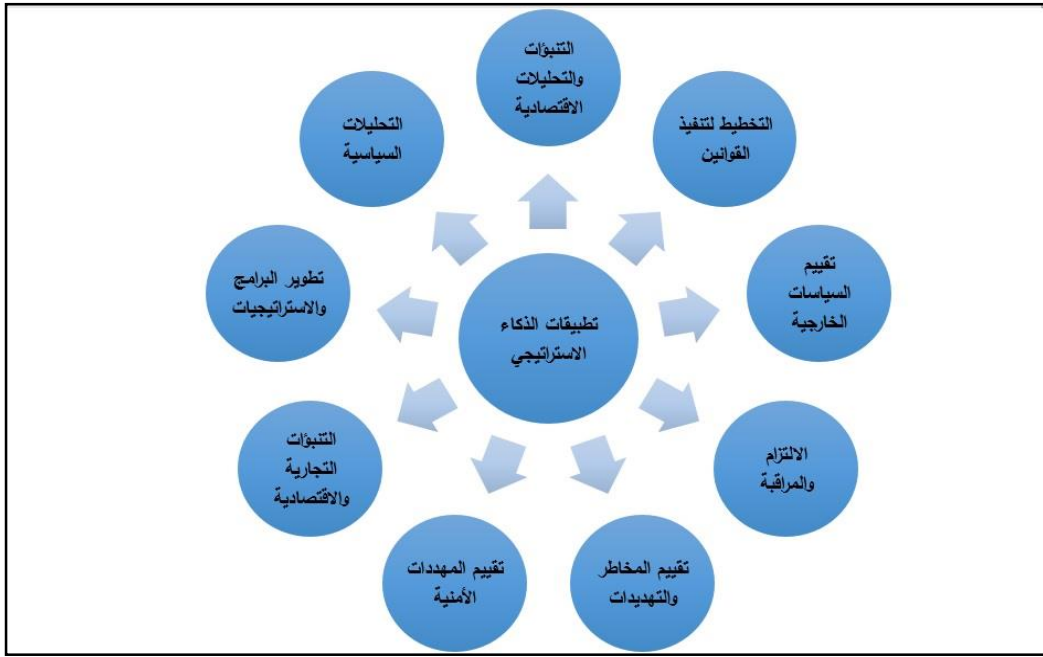 تطبيقات الذكاء
الاستراتيجي
التنبؤات
والتحليلات
الاقتصادية
التخطيط لتنفيذ
القوانين
تقييم
السياسات
الخارجية
الالتزام
والمراقبة
تقييم المخاطر
والتهديدات
تقييم المهددات
الأمنية
التنبؤات
التجارية
والاقتصادية
تطوير البرامج
والاستراتيجيات
التحليلات
السياسية